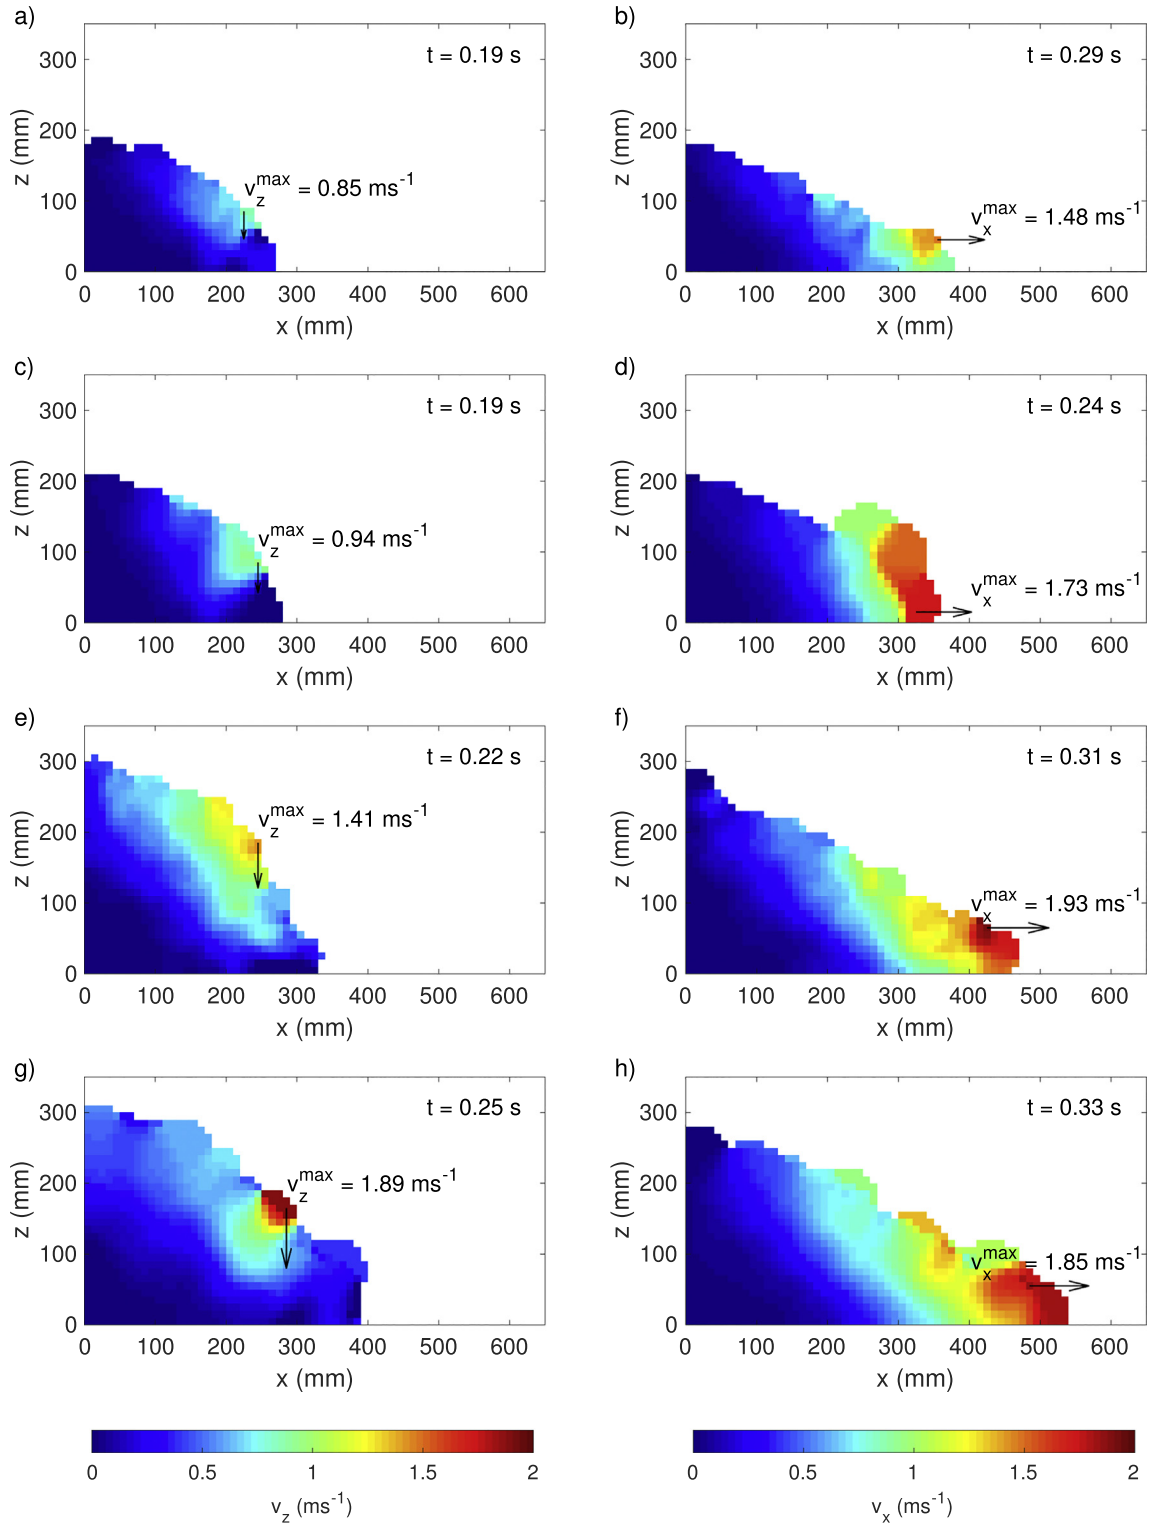 a)
t = 0.19 s
v_z^max = 0.85 ms^-1
z (mm)
300
200
100
0
0 100 200 300 400 500 600
x (mm)
b)
t = 0.29 s
v_x^max = 1.48 ms^-1
z (mm)
300
200
100
0
0 100 200 300 400 500 600
x (mm)
c)
t = 0.19 s
v_z^max = 0.94 ms^-1
z (mm)
300
200
100
0
0 100 200 300 400 500 600
x (mm)
d)
t = 0.24 s
v_x^max = 1.73 ms^-1
z (mm)
300
200
100
0
0 100 200 300 400 500 600
x (mm)
e)
t = 0.22 s
v_z^max = 1.41 ms^-1
z (mm)
300
200
100
0
0 100 200 300 400 500 600
x (mm)
f)
t = 0.31 s
v_x^max = 1.93 ms^-1
z (mm)
300
200
100
0
0 100 200 300 400 500 600
x (mm)
g)
t = 0.25 s
v_z^max = 1.89 ms^-1
z (mm)
300
200
100
0
0 100 200 300 400 500 600
x (mm)
h)
t = 0.33 s
v_x^max = 1.85 ms^-1
z (mm)
300
200
100
0
0 100 200 300 400 500 600
x (mm)
0 0.5 1 1.5 2
v_z (ms^-1)
0 0.5 1 1.5 2
v_x (ms^-1)